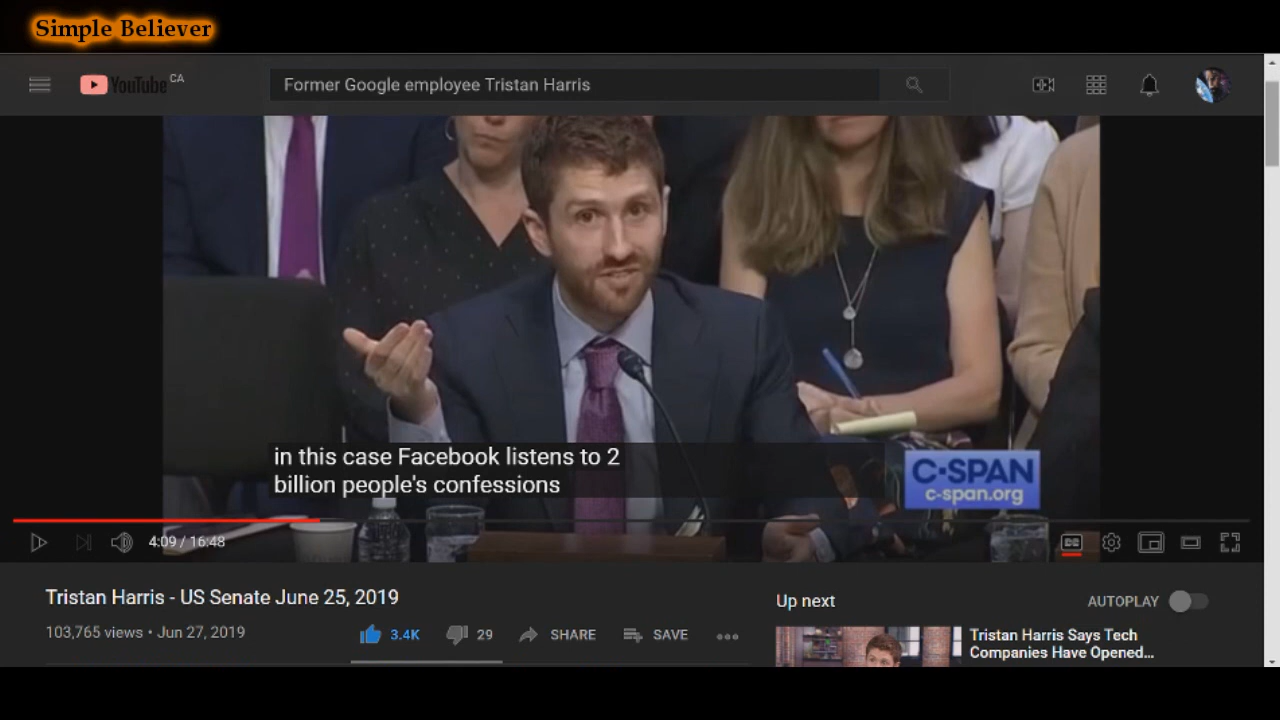 Simple Believer
YouTube CA
Former Google employee Tristan Harris
in this case Facebook listens to 2
billion people's confessions
C-SPAN
c-span.org
4:09 / 16:48
CC
Tristan Harris - US Senate June 25, 2019
103,765 views • Jun 27, 2019
3.4K
29
SHARE
SAVE
Up next
AUTOPLAY
Tristan Harris Says Tech
Companies Have Opened...